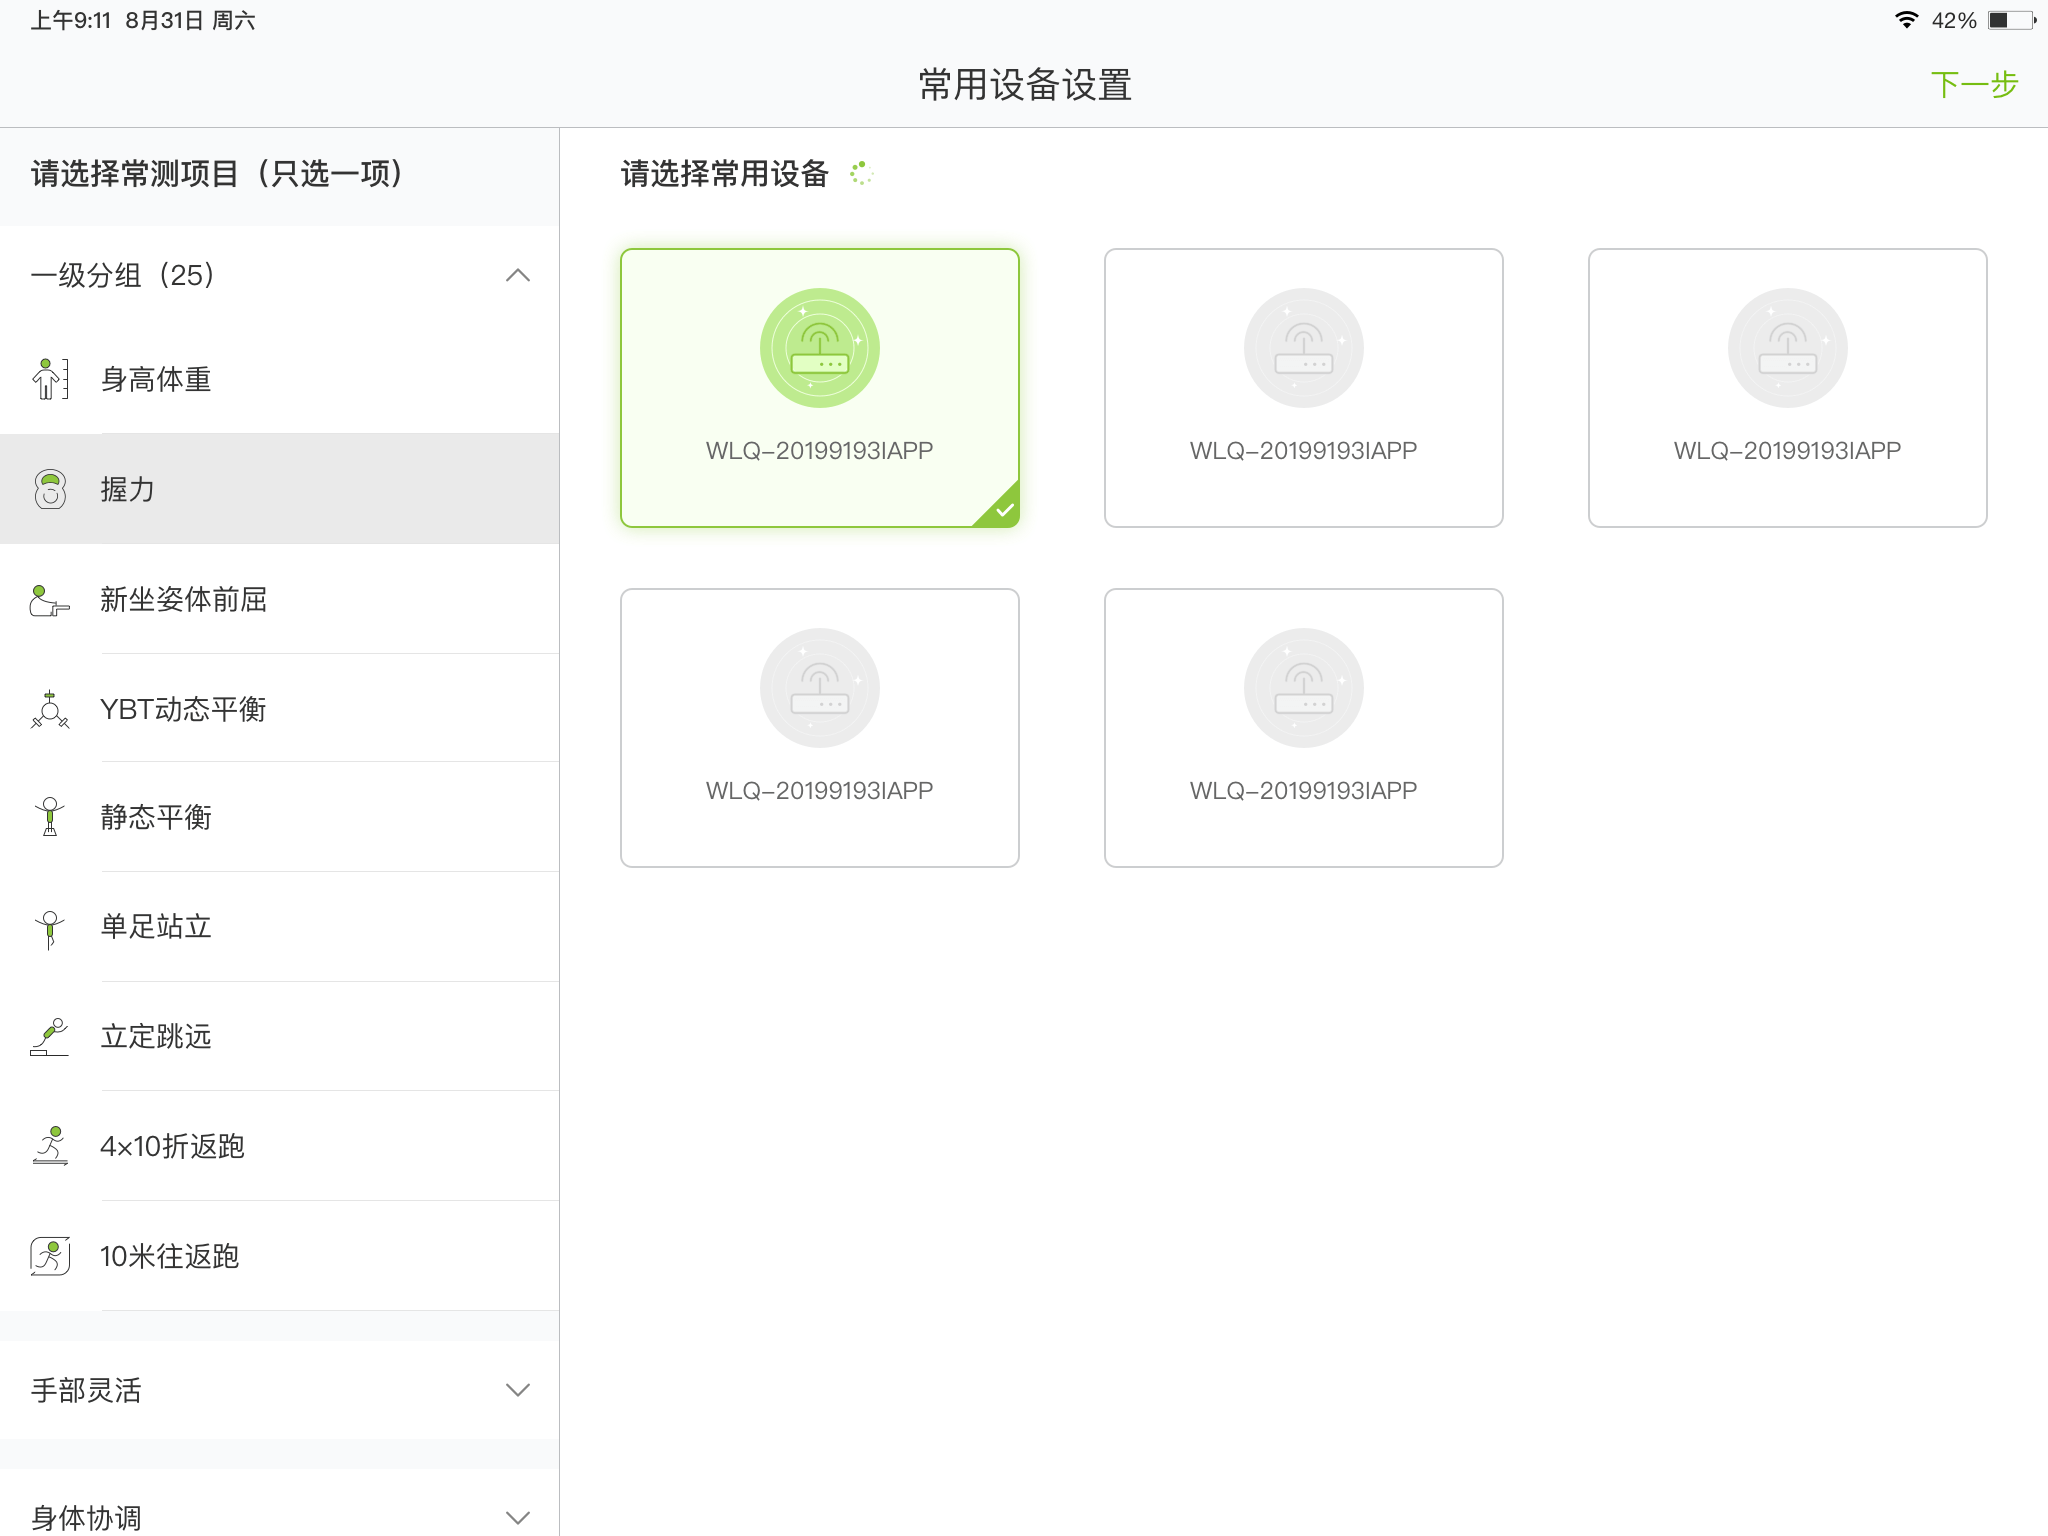 上午9:11 8月31日 周六
42%
常用设备设置
下一步
请选择常测项目（只选一项）
一级分组（25）
身高体重
握力
新坐姿体前屈
YBT动态平衡
静态平衡
单足站立
立定跳远
4×10折返跑
10米往返跑
手部灵活
身体协调
请选择常用设备
WLQ-20199193IAPP
WLQ-20199193IAPP
WLQ-20199193IAPP
WLQ-20199193IAPP
WLQ-20199193IAPP